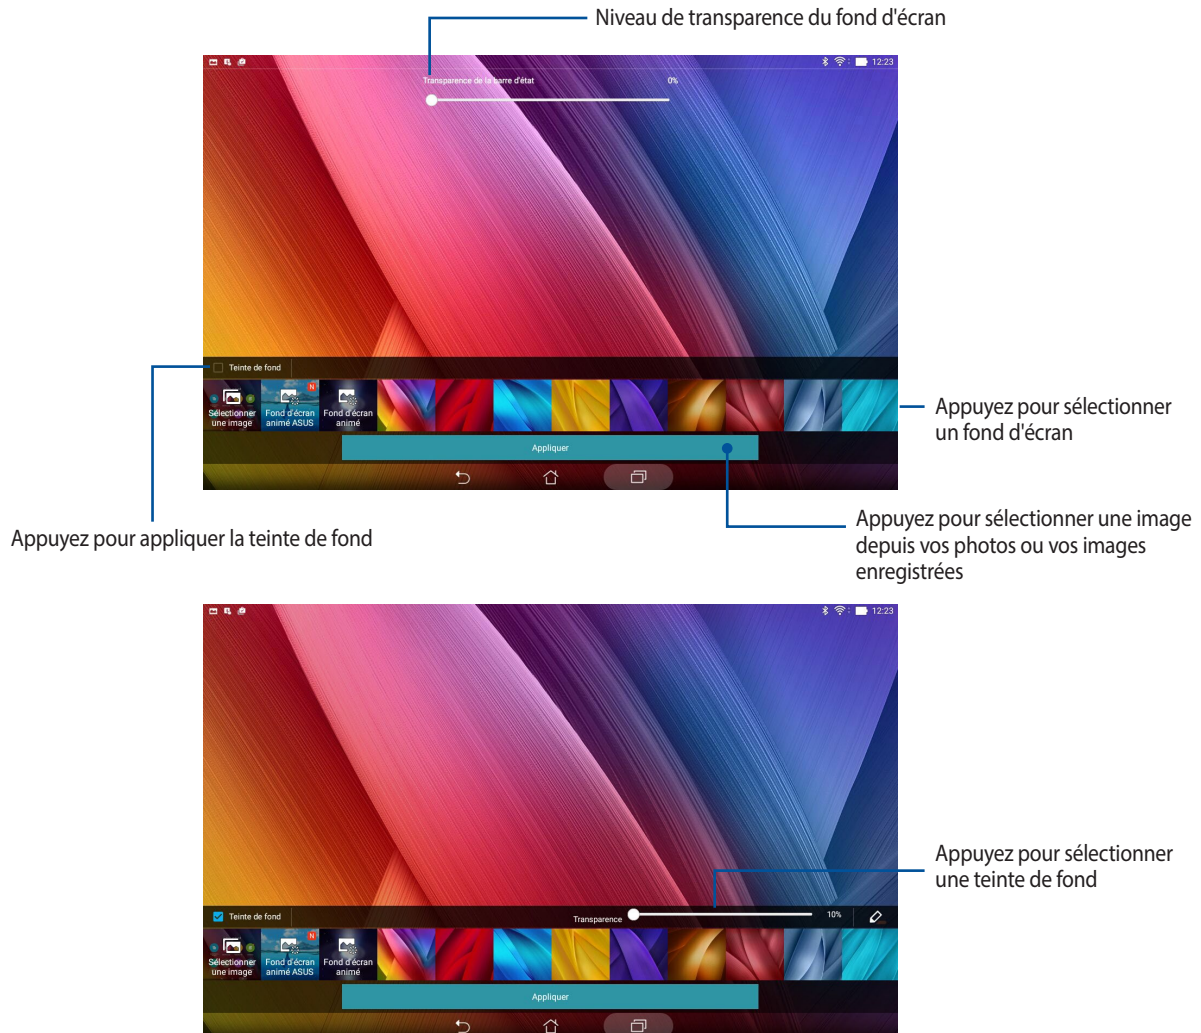 Niveau de transparence du fond d'écran
12:23
Transparence de la barre d'état 0%
Teinte de fond
Sélectionner une image
Fond d'écran animé ASUS
N
Fond d'écran animé
Appliquer
Appuyez pour sélectionner
un fond d'écran
Appuyez pour appliquer la teinte de fond
Appuyez pour sélectionner une image
depuis vos photos ou vos images
enregistrées
12:23
Appuyez pour sélectionner
une teinte de fond
Teinte de fond
Transparence 10%
Sélectionner une image
Fond d'écran animé ASUS
N
Fond d'écran animé
Appliquer